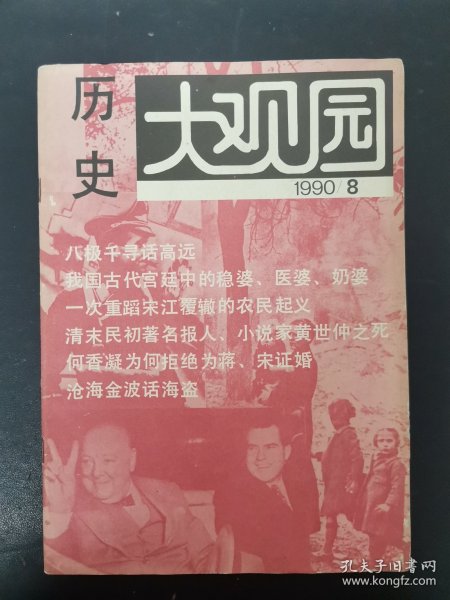 历史
大观园
1990/8
八极千寻话高远
我国古代宫廷中的稳婆、医婆、奶婆
一次重蹈宋江覆辙的农民起义
清末民初著名报人、小说家黄世仲之死
何香凝为何拒绝为蒋、宋证婚
沧海金波话海盗
孔夫子旧书网
www.kongfz.com